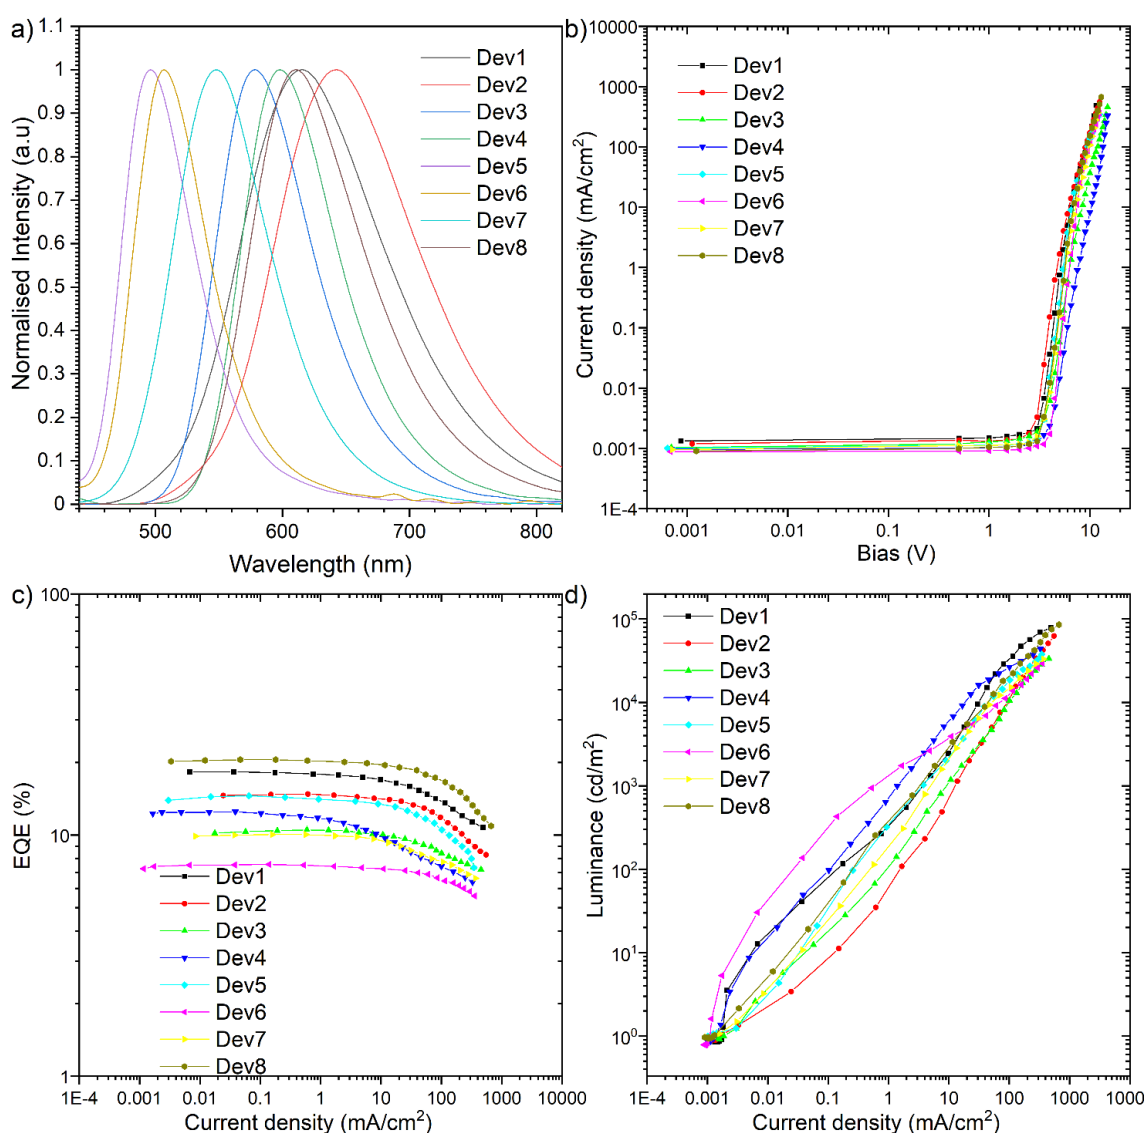 a)
1.1
1
0.9
0.8
0.7
0.6
0.5
0.4
0.3
0.2
0.1
0
Normalised Intensity (a.u)
500
600
700
800
Wavelength (nm)
Dev1
Dev2
Dev3
Dev4
Dev5
Dev6
Dev7
Dev8
b)
10000
1000
100
10
1
0.1
0.01
0.001
1E-4
Current density (mA/cm²)
0.001
0.01
0.1
1
10
Bias (V)
Dev1
Dev2
Dev3
Dev4
Dev5
Dev6
Dev7
Dev8
c)
100
10
1
EQE (%)
1E-4
0.001
0.01
0.1
1
10
100
1000
10000
Current density (mA/cm²)
Dev1
Dev2
Dev3
Dev4
Dev5
Dev6
Dev7
Dev8
d)
10⁵
10⁴
10³
10²
10¹
10⁰
Luminance (cd/m²)
1E-4
0.001
0.01
0.1
1
10
100
1000
10000
Current density (mA/cm²)
Dev1
Dev2
Dev3
Dev4
Dev5
Dev6
Dev7
Dev8